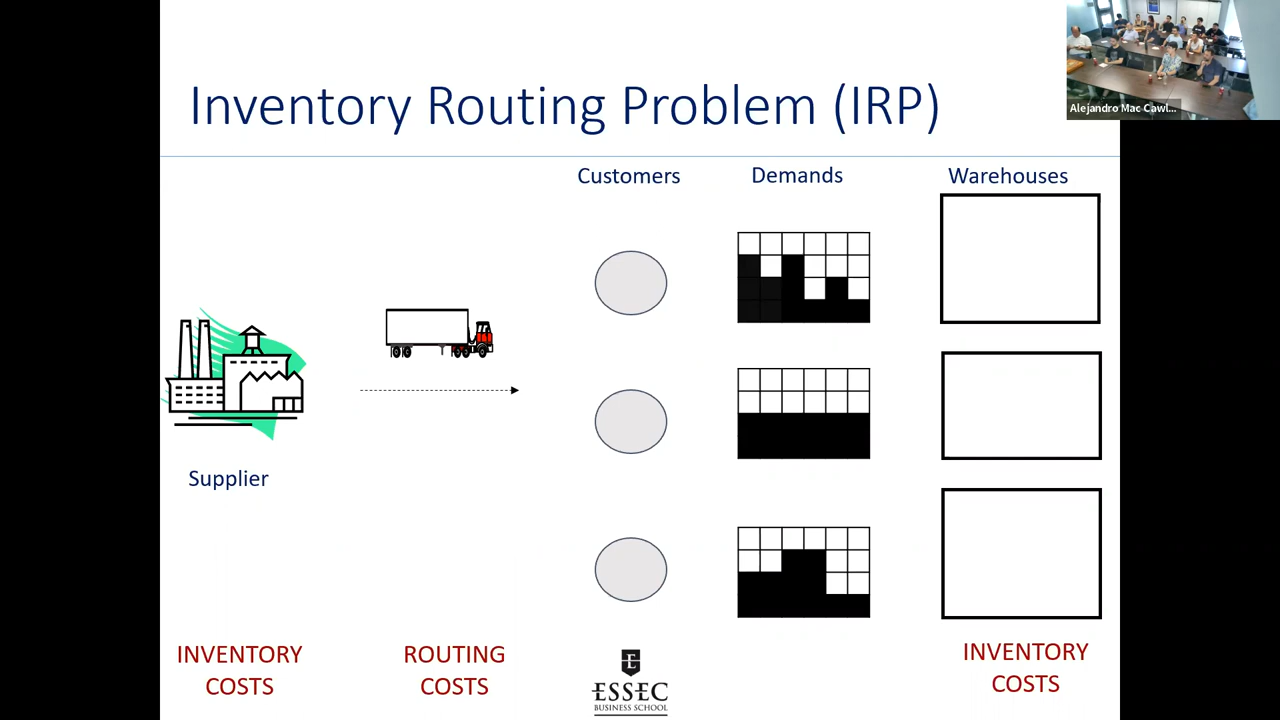 Inventory Routing Problem (IRP)
Alejandro Mac Cawl...
Customers
Demands
Warehouses
Supplier
INVENTORY
COSTS
ROUTING
COSTS
E
ESSEC
BUSINESS SCHOOL
INVENTORY
COSTS